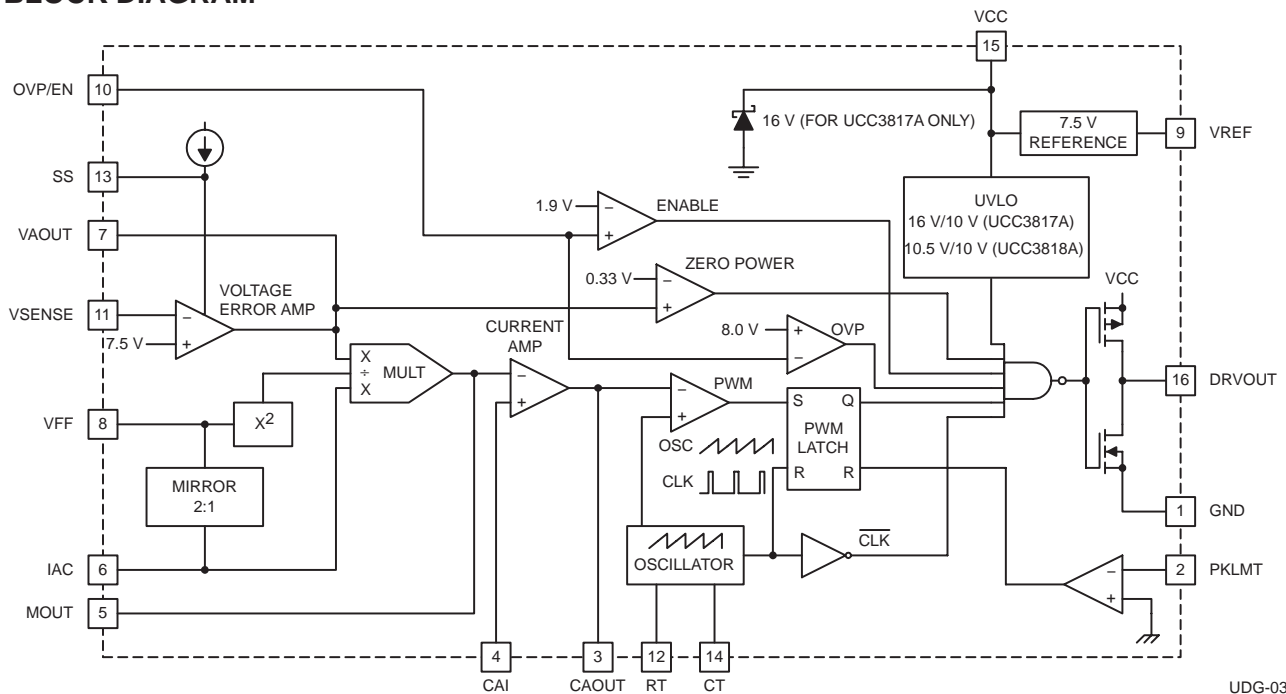 BLOCK DIAGRAM
VCC
15
OVP/EN
10
16 V (FOR UCC3817A ONLY)
7.5 V
REFERENCE
9
VREF
SS
13
1.9 V
−
+
ENABLE
UVLO
16 V/10 V (UCC3817A)
10.5 V/10 V (UCC3818A)
VAOUT
7
ZERO POWER
0.33 V
−
+
VCC
VSENSE
11
VOLTAGE
ERROR AMP
−
7.5 V
+
8.0 V
+
−
OVP
CURRENT
AMP
X
÷
X
MULT
−
+
−
+
PWM
16
DRVOUT
S
Q
PWM
LATCH
R
R
VFF
8
X2
OSC
CLK
MIRROR
2:1
1
GND
OSCILLATOR
CLK
IAC
6
−
+
2
PKLMT
MOUT
5
4
3
12
14
CAI
CAOUT
RT
CT
UDG-03